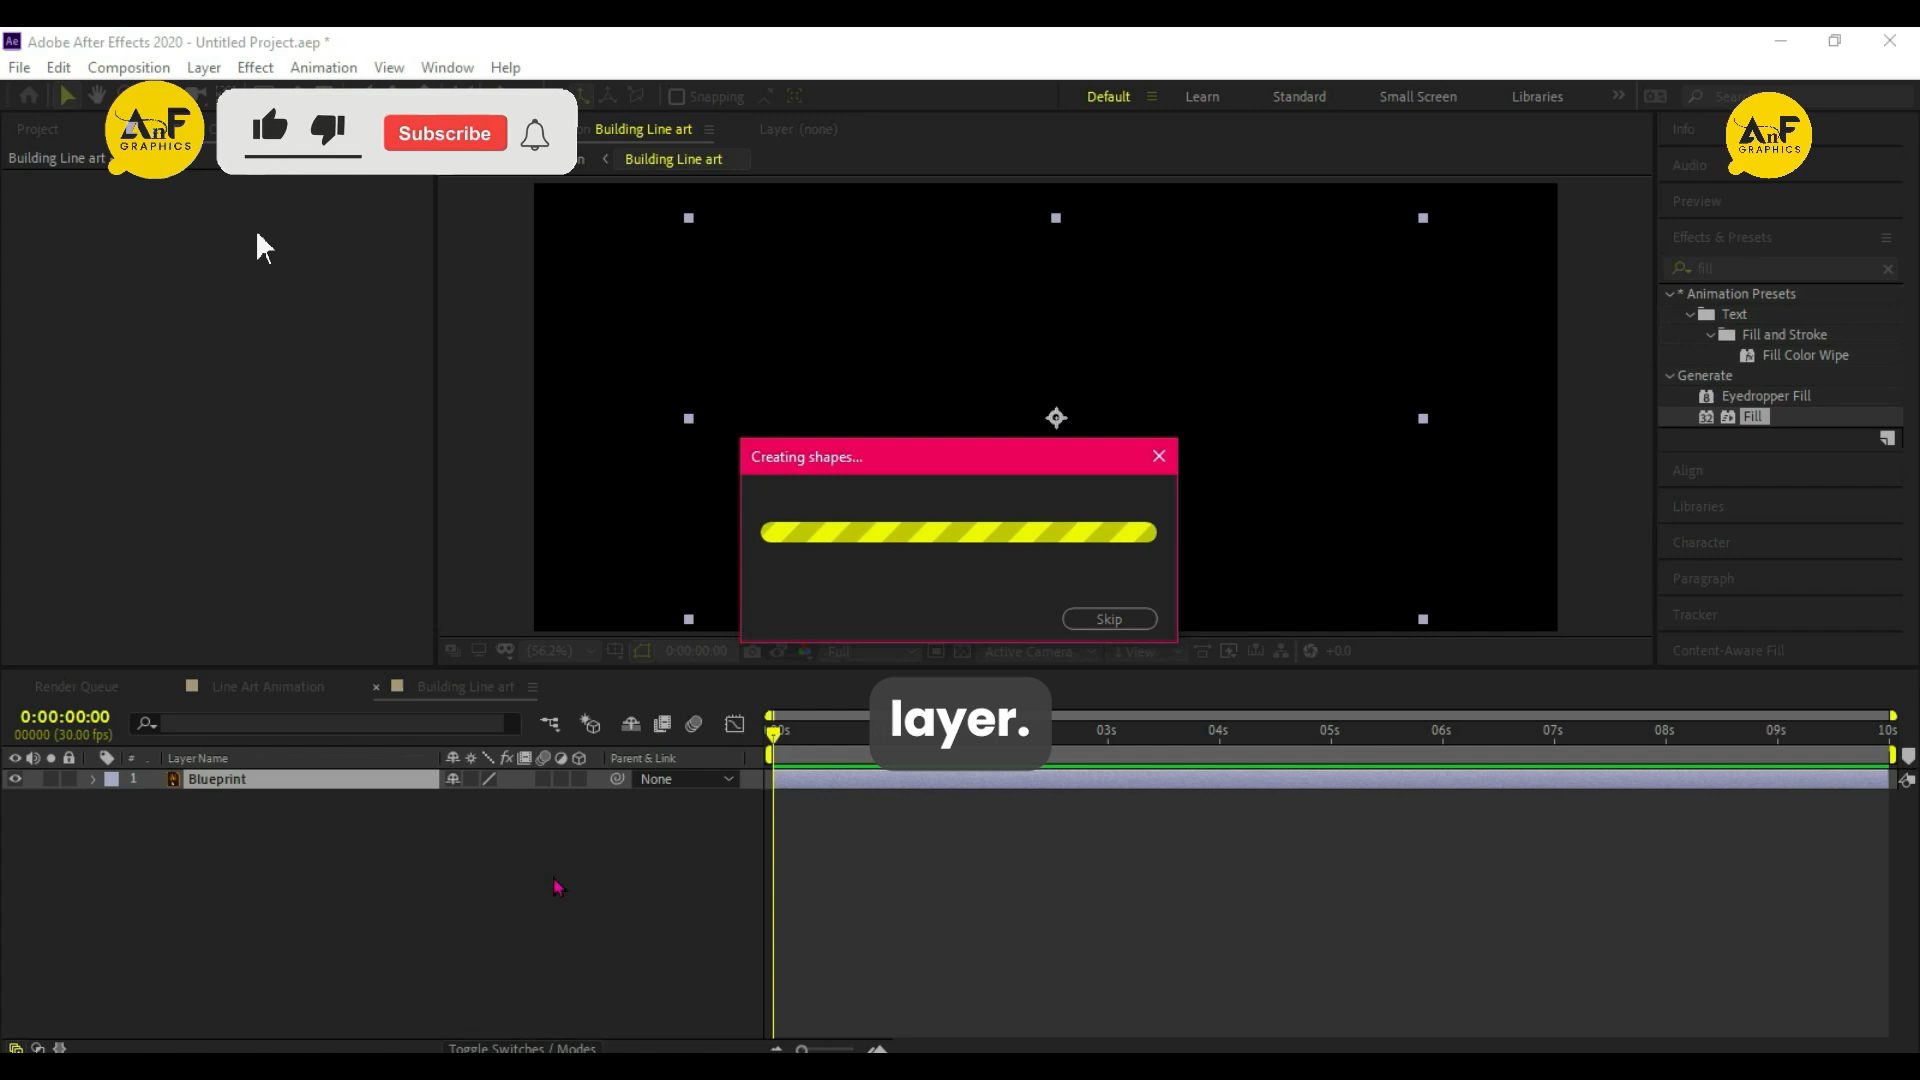 Ae Adobe After Effects 2020 - Untitled Project.aep *
File Edit Composition Layer Effect Animation View Window Help
Snapping Default Learn Standard Small Screen Libraries
AnF GRAPHICS
Subscribe
AnF GRAPHICS
Project
Building Line art
Building Line art
Layer (none)
Building Line art
Info
Audio
Preview
Effects & Presets
fill
* Animation Presets
Text
Fill and Stroke
Fill Color Wipe
Generate
Eyedropper Fill
32 Fill
Align
Libraries
Character
Paragraph
Tracker
Content-Aware Fill
Creating shapes...
Skip
(56.2%) 0:00:00:00 Full Active Camera 1 View +0.0
Render Queue Line Art Animation Building Line art
layer.
0:00:00:00
00000 (30.00 fps)
03s 04s 05s 06s 07s 08s 09s 10s
# Layer Name fx Parent & Link
1 Blueprint None
Toggle Switches / Modes